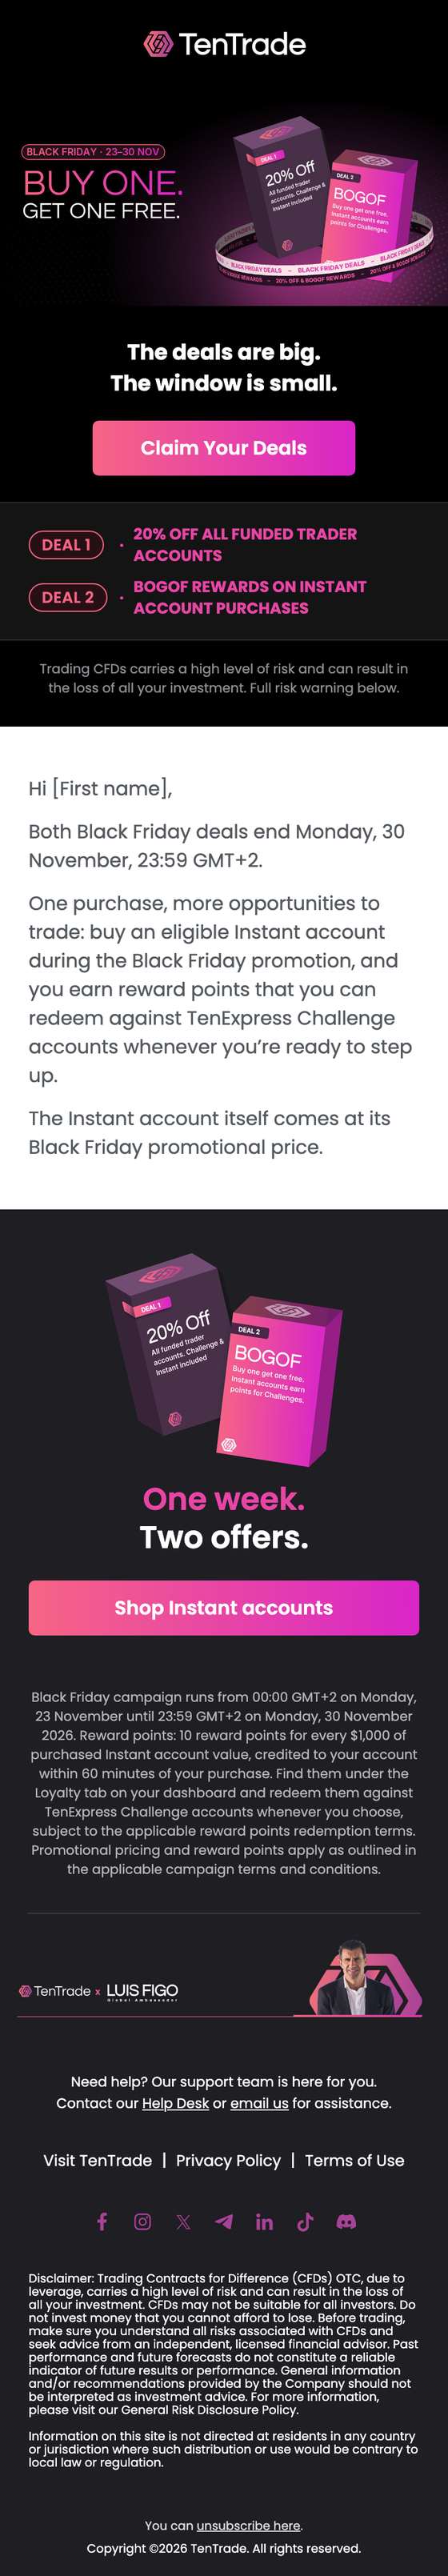 TenTrade
BLACK FRIDAY · 23–30 NOV
BUY ONE.
GET ONE FREE.
DEAL 1
20% Off
All funded trader
accounts. Challenge &
Instant included
DEAL 2
BOGOF
Buy one get one free.
Instant accounts earn
points for Challenges.
BLACK FRIDAY DEALS – BLACK FRIDAY DEALS – BLACK FRIDAY
20% OFF & BOGOF REWARDS
The deals are big.
The window is small.
Claim Your Deals
DEAL 1 · 20% OFF ALL FUNDED TRADER
ACCOUNTS
DEAL 2 · BOGOF REWARDS ON INSTANT
ACCOUNT PURCHASES
Trading CFDs carries a high level of risk and can result in
the loss of all your investment. Full risk warning below.
Hi [First name],
Both Black Friday deals end Monday, 30
November, 23:59 GMT+2.
One purchase, more opportunities to
trade: buy an eligible Instant account
during the Black Friday promotion, and
you earn reward points that you can
redeem against TenExpress Challenge
accounts whenever you’re ready to step
up.
The Instant account itself comes at its
Black Friday promotional price.
DEAL 1
20% Off
All funded trader
accounts. Challenge &
Instant included
DEAL 2
BOGOF
Buy one get one free.
Instant accounts earn
points for Challenges.
One week.
Two offers.
Shop Instant accounts
Black Friday campaign runs from 00:00 GMT+2 on Monday,
23 November until 23:59 GMT+2 on Monday, 30 November
2026. Reward points: 10 reward points for every $1,000 of
purchased Instant account value, credited to your account
within 60 minutes of your purchase. Find them under the
Loyalty tab on your dashboard and redeem them against
TenExpress Challenge accounts whenever you choose,
subject to the applicable reward points redemption terms.
Promotional pricing and reward points apply as outlined in
the applicable campaign terms and conditions.
TenTrade x LUIS FIGO
Global Ambassador
Need help? Our support team is here for you.
Contact our Help Desk or email us for assistance.
Visit TenTrade | Privacy Policy | Terms of Use
Disclaimer: Trading Contracts for Difference (CFDs) OTC, due to
leverage, carries a high level of risk and can result in the loss of
all your investment. CFDs may not be suitable for all investors. Do
not invest money that you cannot afford to lose. Before trading,
make sure you understand all risks associated with CFDs and
seek advice from an independent, licensed financial advisor. Past
performance and future forecasts do not constitute a reliable
indicator of future results or performance. General information
and/or recommendations provided by the Company should not
be interpreted as investment advice. For more information,
please visit our General Risk Disclosure Policy.
Information on this site is not directed at residents in any country
or jurisdiction where such distribution or use would be contrary to
local law or regulation.
You can unsubscribe here.
Copyright ©2026 TenTrade. All rights reserved.